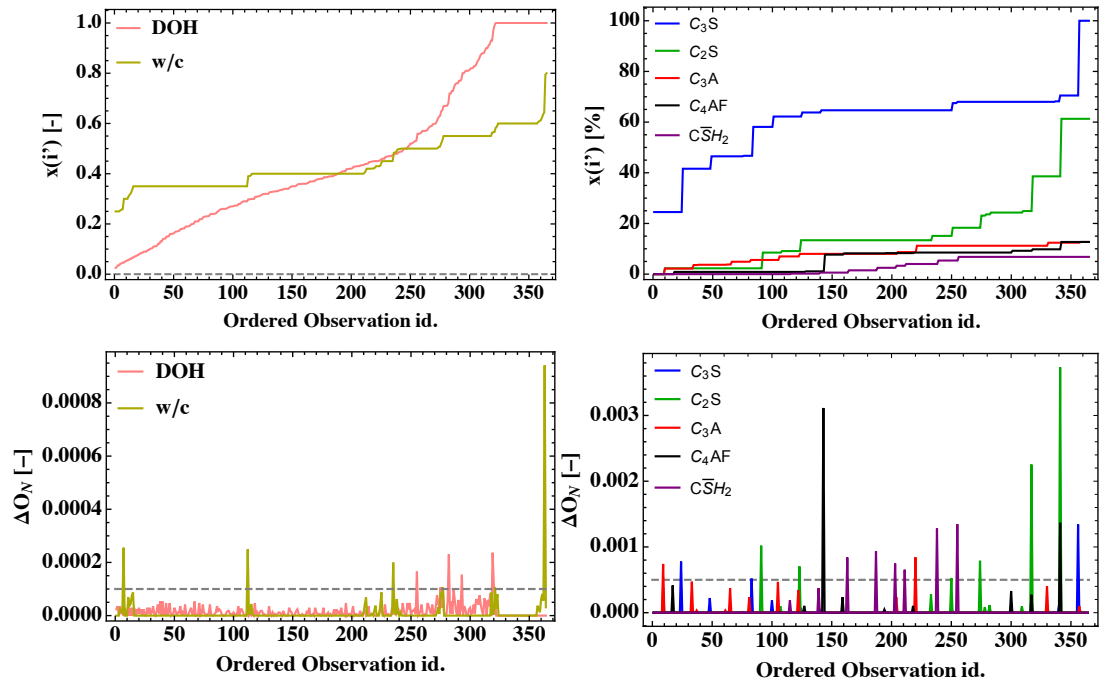 x(i') [-]
1.0
0.8
0.6
0.4
0.2
0.0
DOH
w/c
0 50 100 150 200 250 300 350
Ordered Observation id.
x(i') [%]
100
80
60
40
20
0
C₃S
C₂S
C₃A
C₄AF
CS̅H₂
0 50 100 150 200 250 300 350
Ordered Observation id.
ΔO_N [−]
0.0008
0.0006
0.0004
0.0002
0.0000
DOH
w/c
0 50 100 150 200 250 300 350
Ordered Observation id.
ΔO_N [−]
0.003
0.002
0.001
0.000
C₃S
C₂S
C₃A
C₄AF
CS̅H₂
0 50 100 150 200 250 300 350
Ordered Observation id.